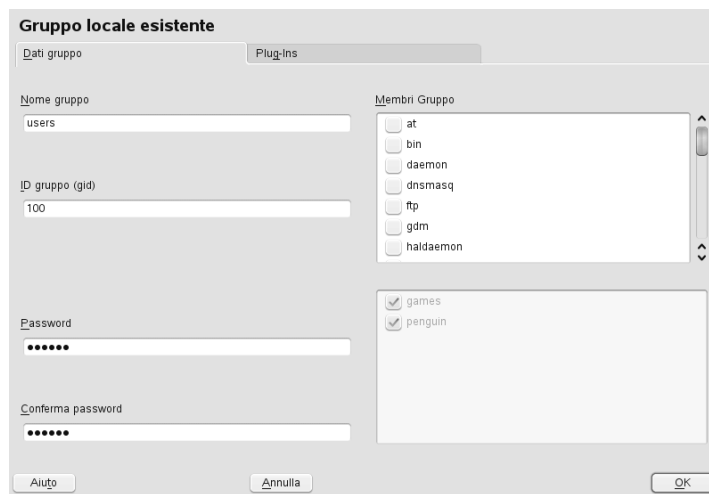 Gruppo locale esistente
Dati gruppo
Plug-Ins
Nome gruppo
users
ID gruppo (gid)
100
Password
●●●●●●
Conferma password
●●●●●●
Membri Gruppo
at
bin
daemon
dnsmasq
ftp
gdm
haldaemon
games
penguin
Aiuto
Annulla
OK